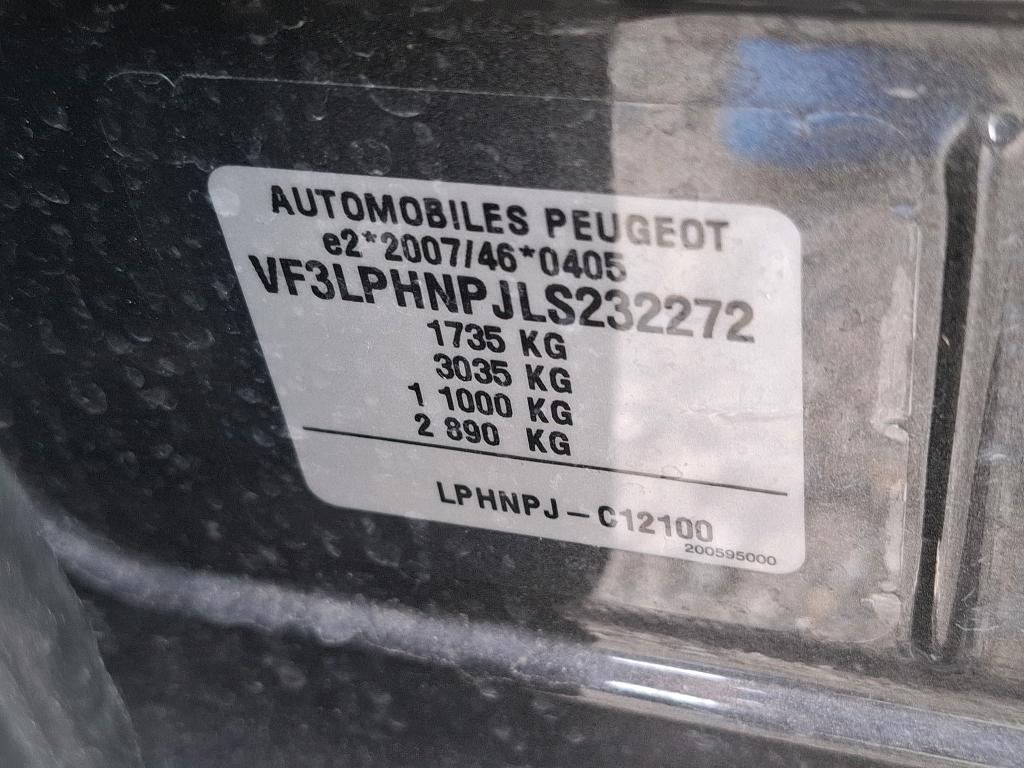 AUTOMOBILES PEUGEOT
e2*2007/46*0405
VF3LPHNPJLS232272
1735 KG
3035 KG
1 1000 KG
2 890 KG
LPHNPJ – C12100
200595000